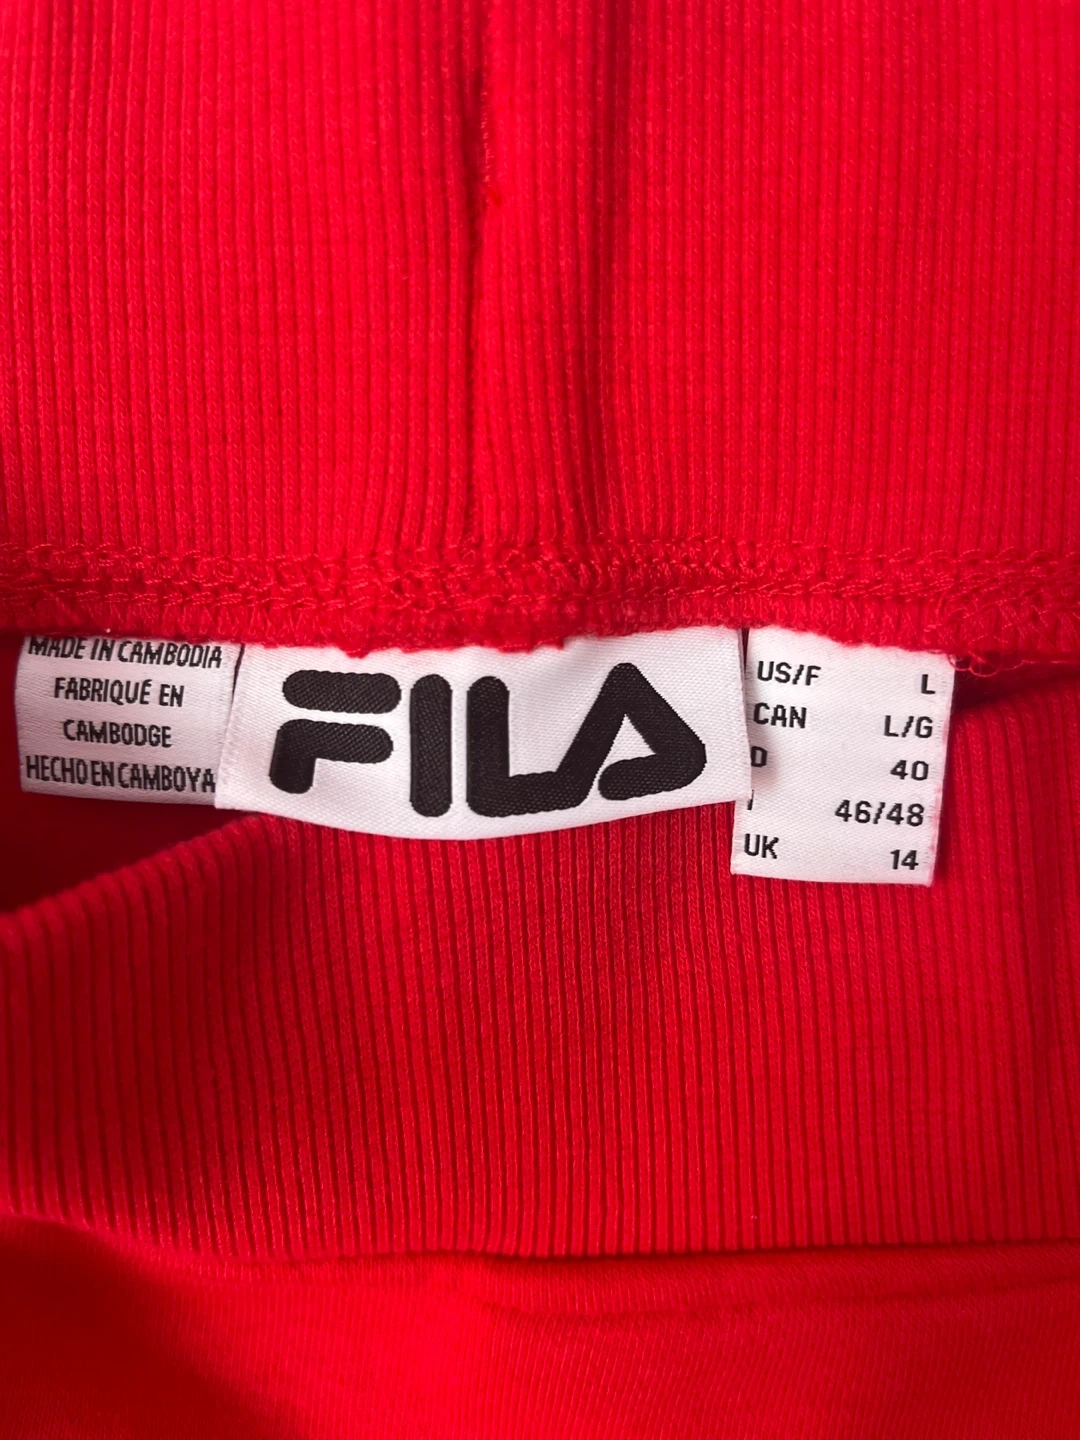 MADE IN CAMBODIA
FABRIQUÉ EN
CAMBODGE
HECHO EN CAMBOYA
FILA
US/F L
CAN L/G
D 40
I 46/48
UK 14